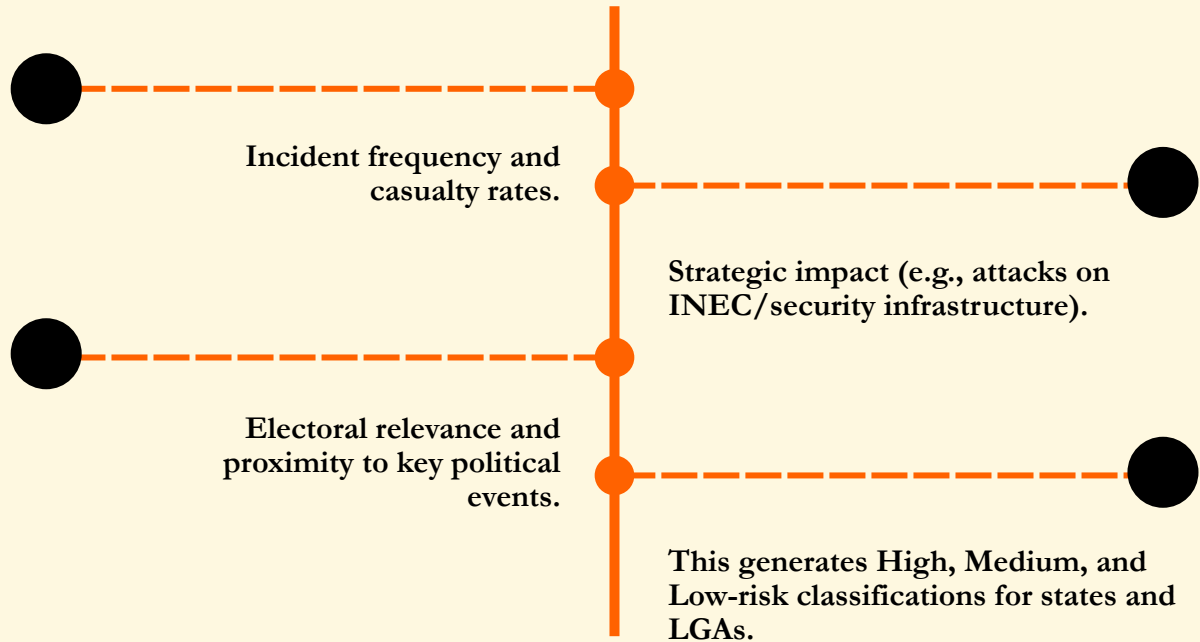 Incident frequency and
casualty rates.
Strategic impact (e.g., attacks on
INEC/security infrastructure).
Electoral relevance and
proximity to key political
events.
This generates High, Medium, and
Low-risk classifications for states and
LGAs.